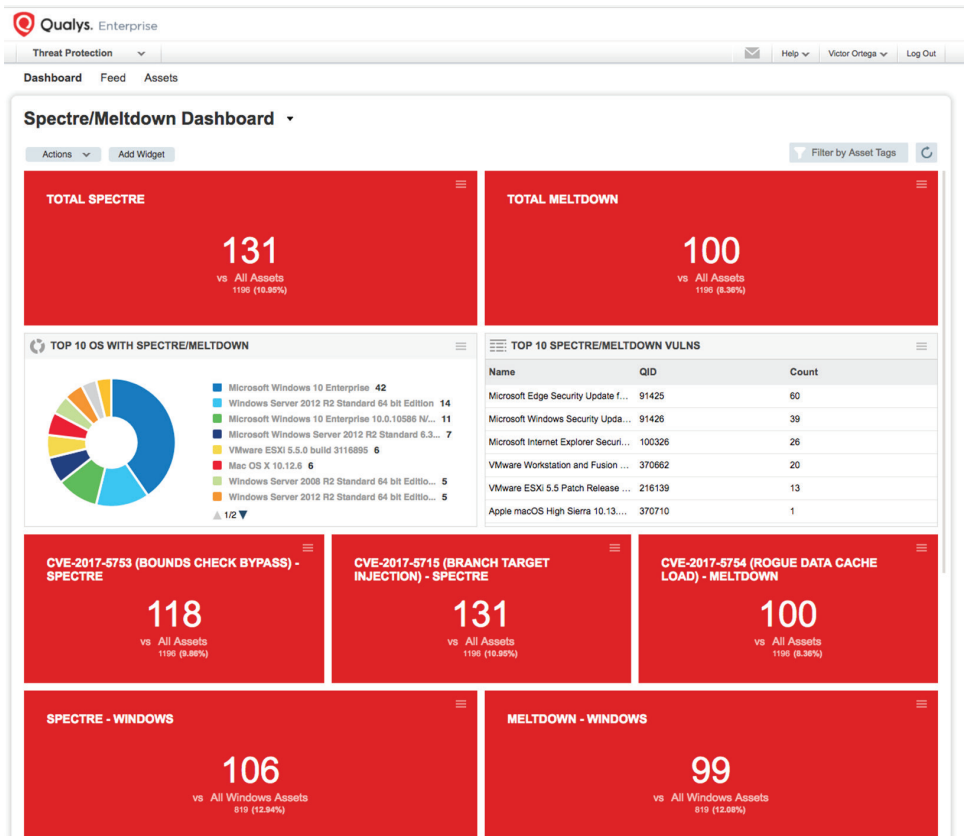 Qualys. Enterprise
Threat Protection
Help Victor Ortega Log Out
Dashboard Feed Assets
Spectre/Meltdown Dashboard
Actions Add Widget Filter by Asset Tags
TOTAL SPECTRE
131
vs All Assets
1196 (10.95%)
TOTAL MELTDOWN
100
vs All Assets
1196 (8.36%)
TOP 10 OS WITH SPECTRE/MELTDOWN
Microsoft Windows 10 Enterprise 42
Windows Server 2012 R2 Standard 64 bit Edition 14
Microsoft Windows 10 Enterprise 10.0.10586 N/... 11
Microsoft Windows Server 2012 R2 Standard 6.3... 7
VMware ESXi 5.5.0 build 3116895 6
Mac OS X 10.12.6 6
Windows Server 2008 R2 Standard 64 bit Editio... 5
Windows Server 2012 R2 Standard 64 bit Editio... 5
1/2
TOP 10 SPECTRE/MELTDOWN VULNS
Name QID Count
Microsoft Edge Security Update f... 91425 60
Microsoft Windows Security Upda... 91426 39
Microsoft Internet Explorer Securi... 100326 26
VMware Workstation and Fusion ... 370662 20
VMware ESXi 5.5 Patch Release ... 216139 13
Apple macOS High Sierra 10.13.... 370710 1
CVE-2017-5753 (BOUNDS CHECK BYPASS) -
SPECTRE
118
vs All Assets
1196 (9.86%)
CVE-2017-5715 (BRANCH TARGET
INJECTION) - SPECTRE
131
vs All Assets
1196 (10.95%)
CVE-2017-5754 (ROGUE DATA CACHE
LOAD) - MELTDOWN
100
vs All Assets
1196 (8.36%)
SPECTRE - WINDOWS
106
vs All Windows Assets
819 (12.94%)
MELTDOWN - WINDOWS
99
vs All Windows Assets
819 (12.08%)